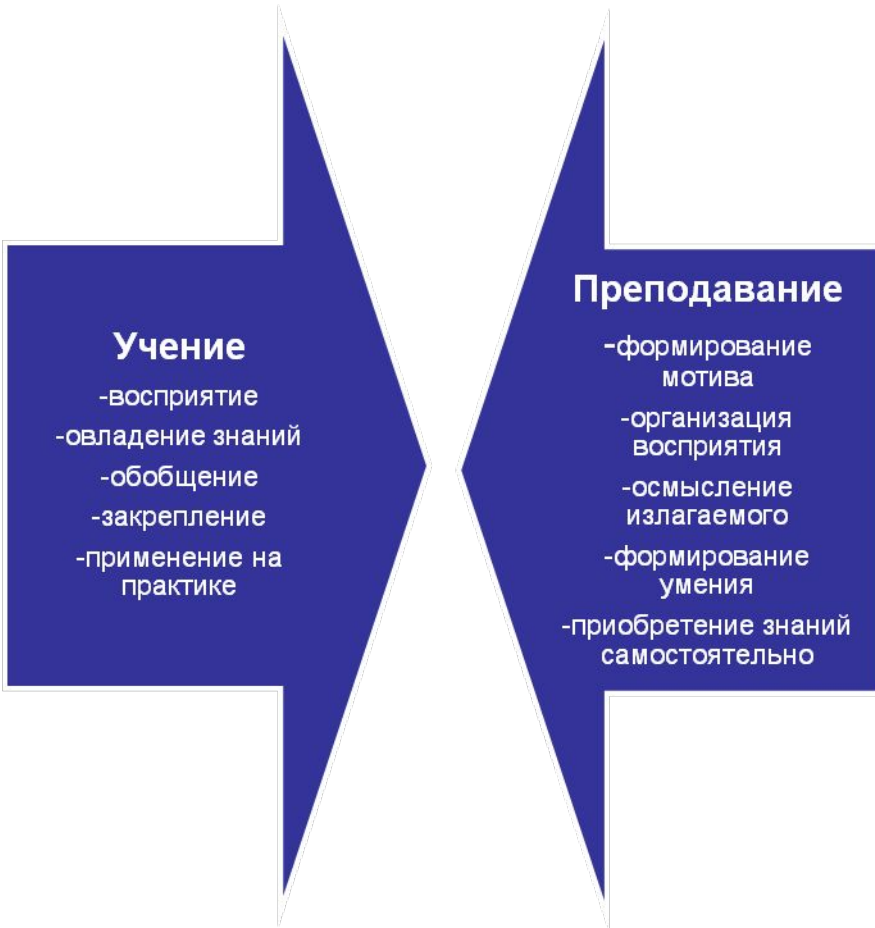 Учение
-восприятие
-овладение знаний
-обобщение
-закрепление
-применение на
практике
Преподавание
-формирование
мотива
-организация
восприятия
-осмысление
излагаемого
-формирование
умения
-приобретение знаний
самостоятельно